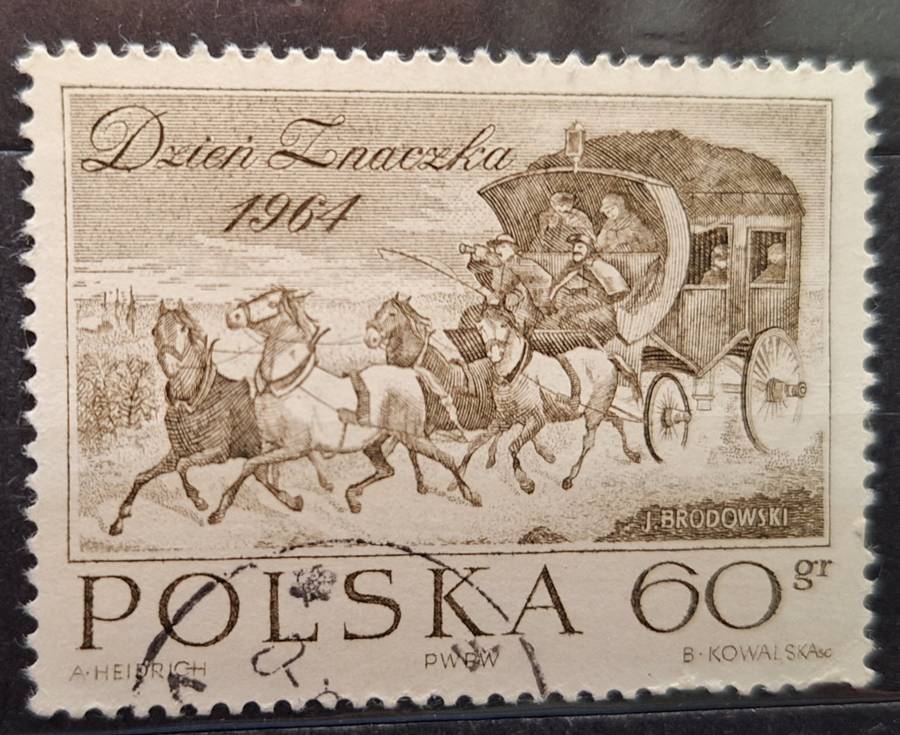 Dzień Znaczka
1964
J. BRODOWSKI
POLSKA 60 gr
A·HEIDRICH PWPW B·KOWALSKA sc